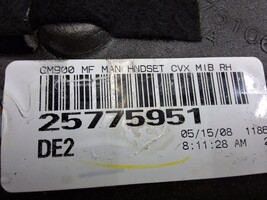 GM900 MF MAN HNDSET CVX MIB RH
25775951
DE2
05/15/08
8:11:28 AM